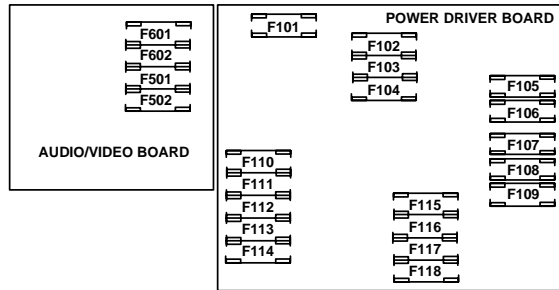 F601
F602
F501
F502
AUDIO/VIDEO BOARD
POWER DRIVER BOARD
F101
F102
F103
F104
F105
F106
F107
F108
F109
F110
F111
F112
F113
F114
F115
F116
F117
F118